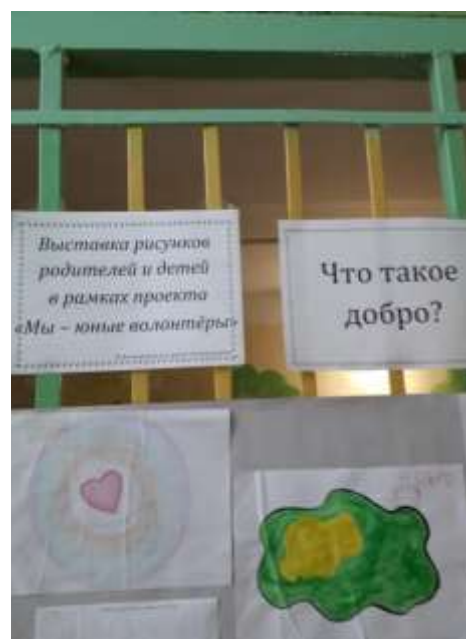 Выставка рисунков
родителей и детей
в рамках проекта
«Мы – юные волонтёры»
Что такое
добро?